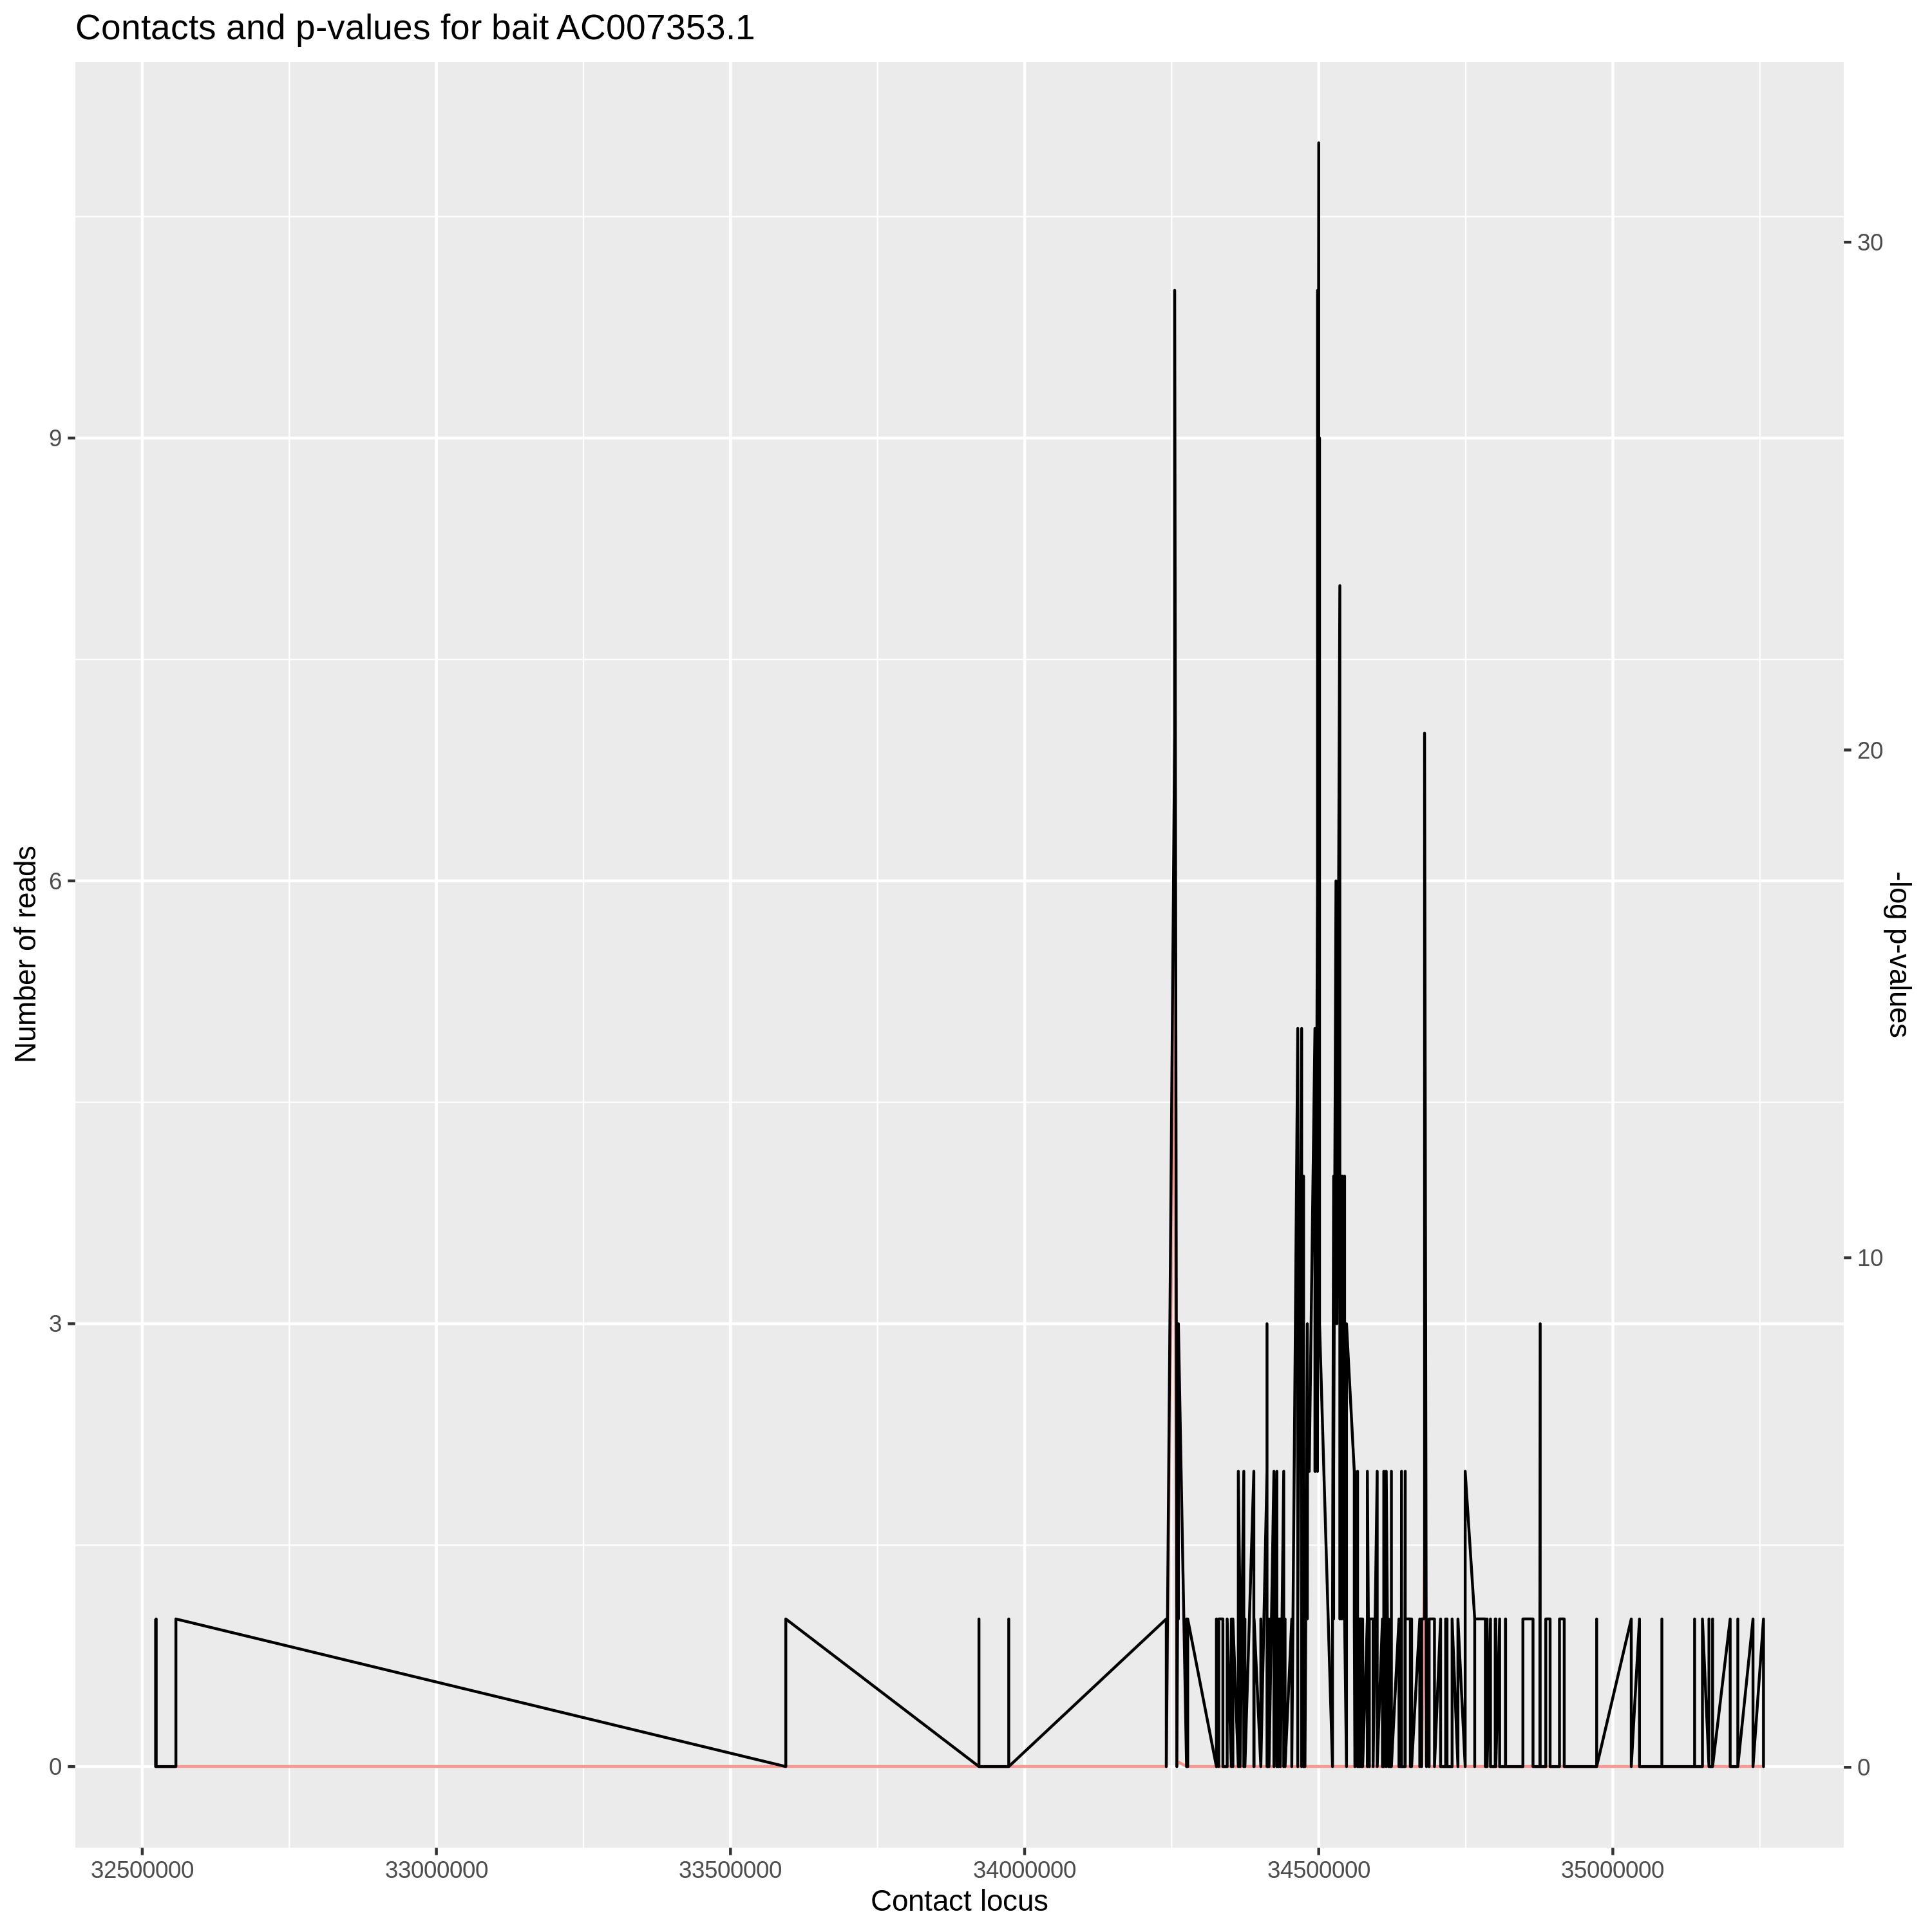 Contacts and p-values for bait AC007353.1
9
6
3
0
Number of reads
30
20
10
0
-log p-values
32500000 33000000 33500000 34000000 34500000 35000000
Contact locus